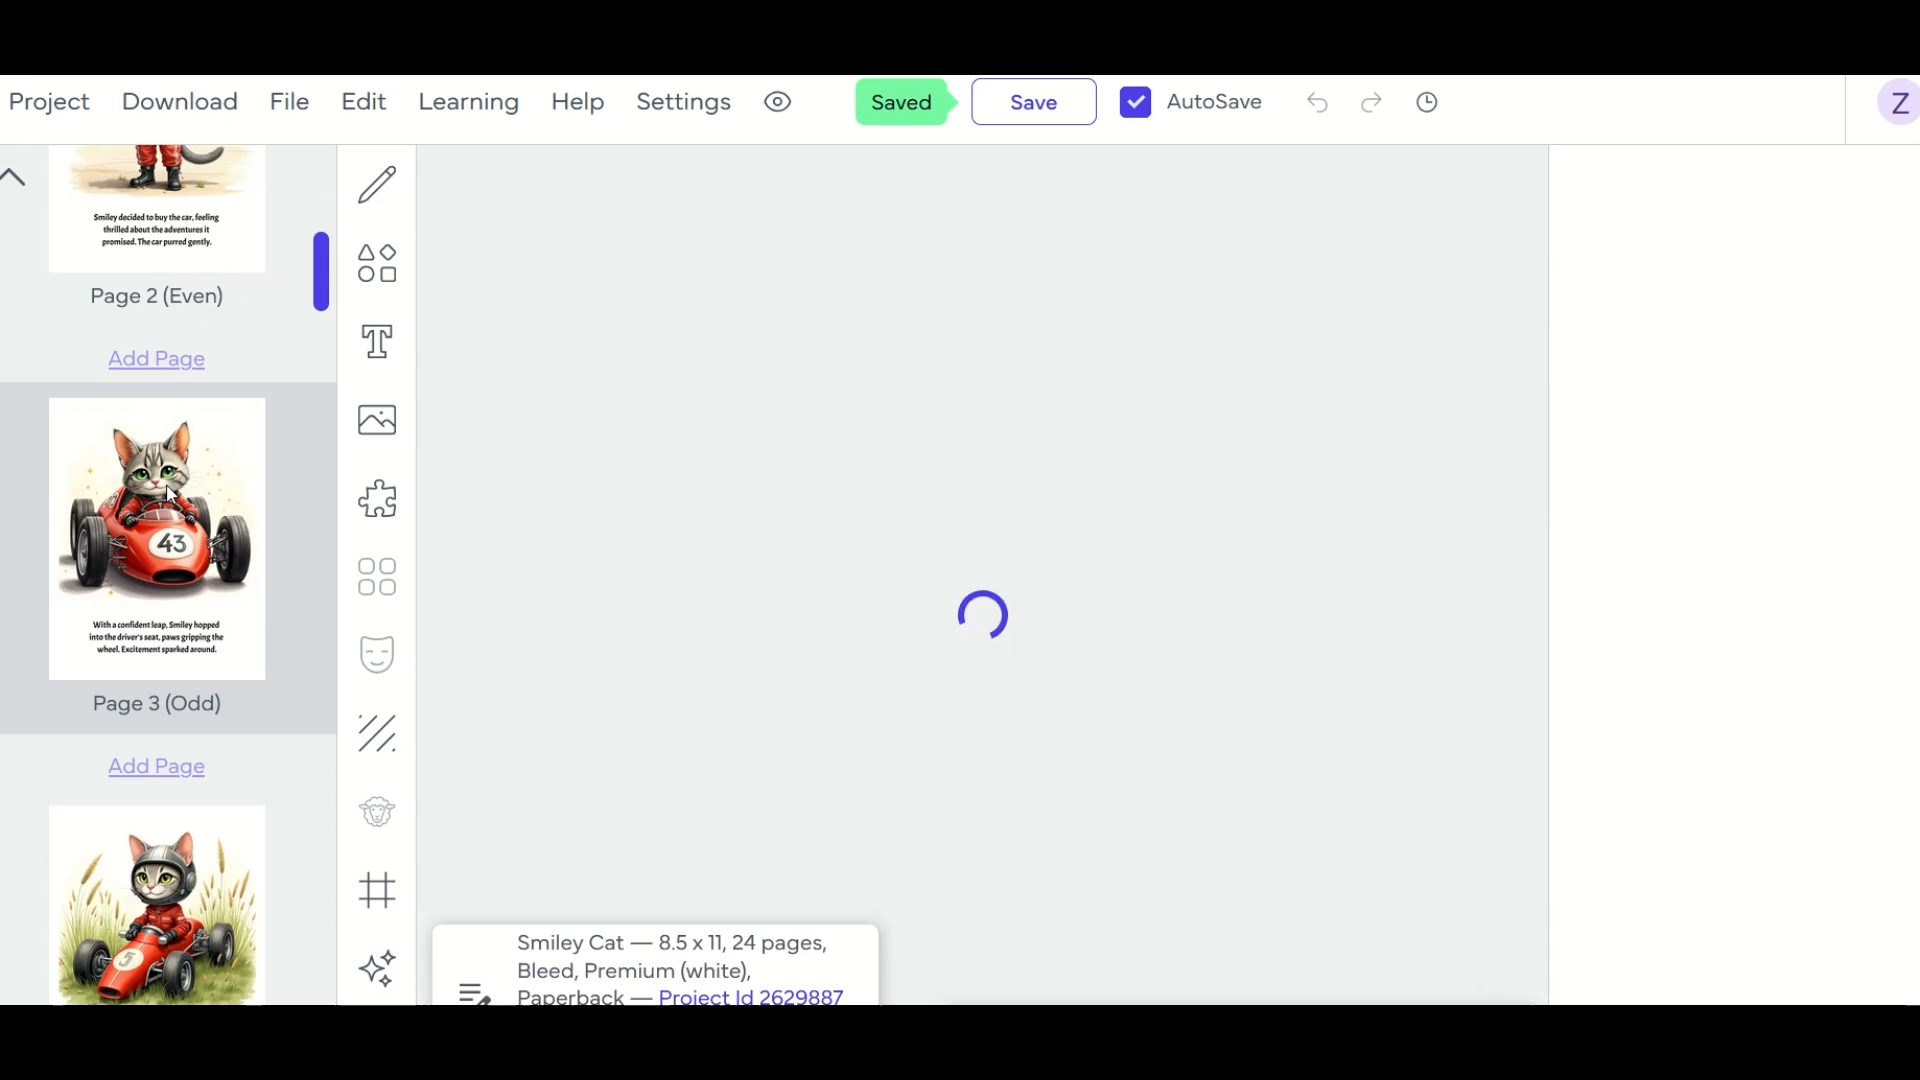 Project Download File Edit Learning Help Settings Saved Save AutoSave Z
Smiley decided to buy the car, feeling
thrilled about the adventures it
promised. The car purred gently.
Page 2 (Even)
Add Page
43
With a confident leap, Smiley hopped
into the driver's seat, paws gripping the
wheel. Excitement sparked around.
Page 3 (Odd)
Add Page
5
Smiley Cat — 8.5 x 11, 24 pages,
Bleed, Premium (white),
Paperback — Project Id 2629887